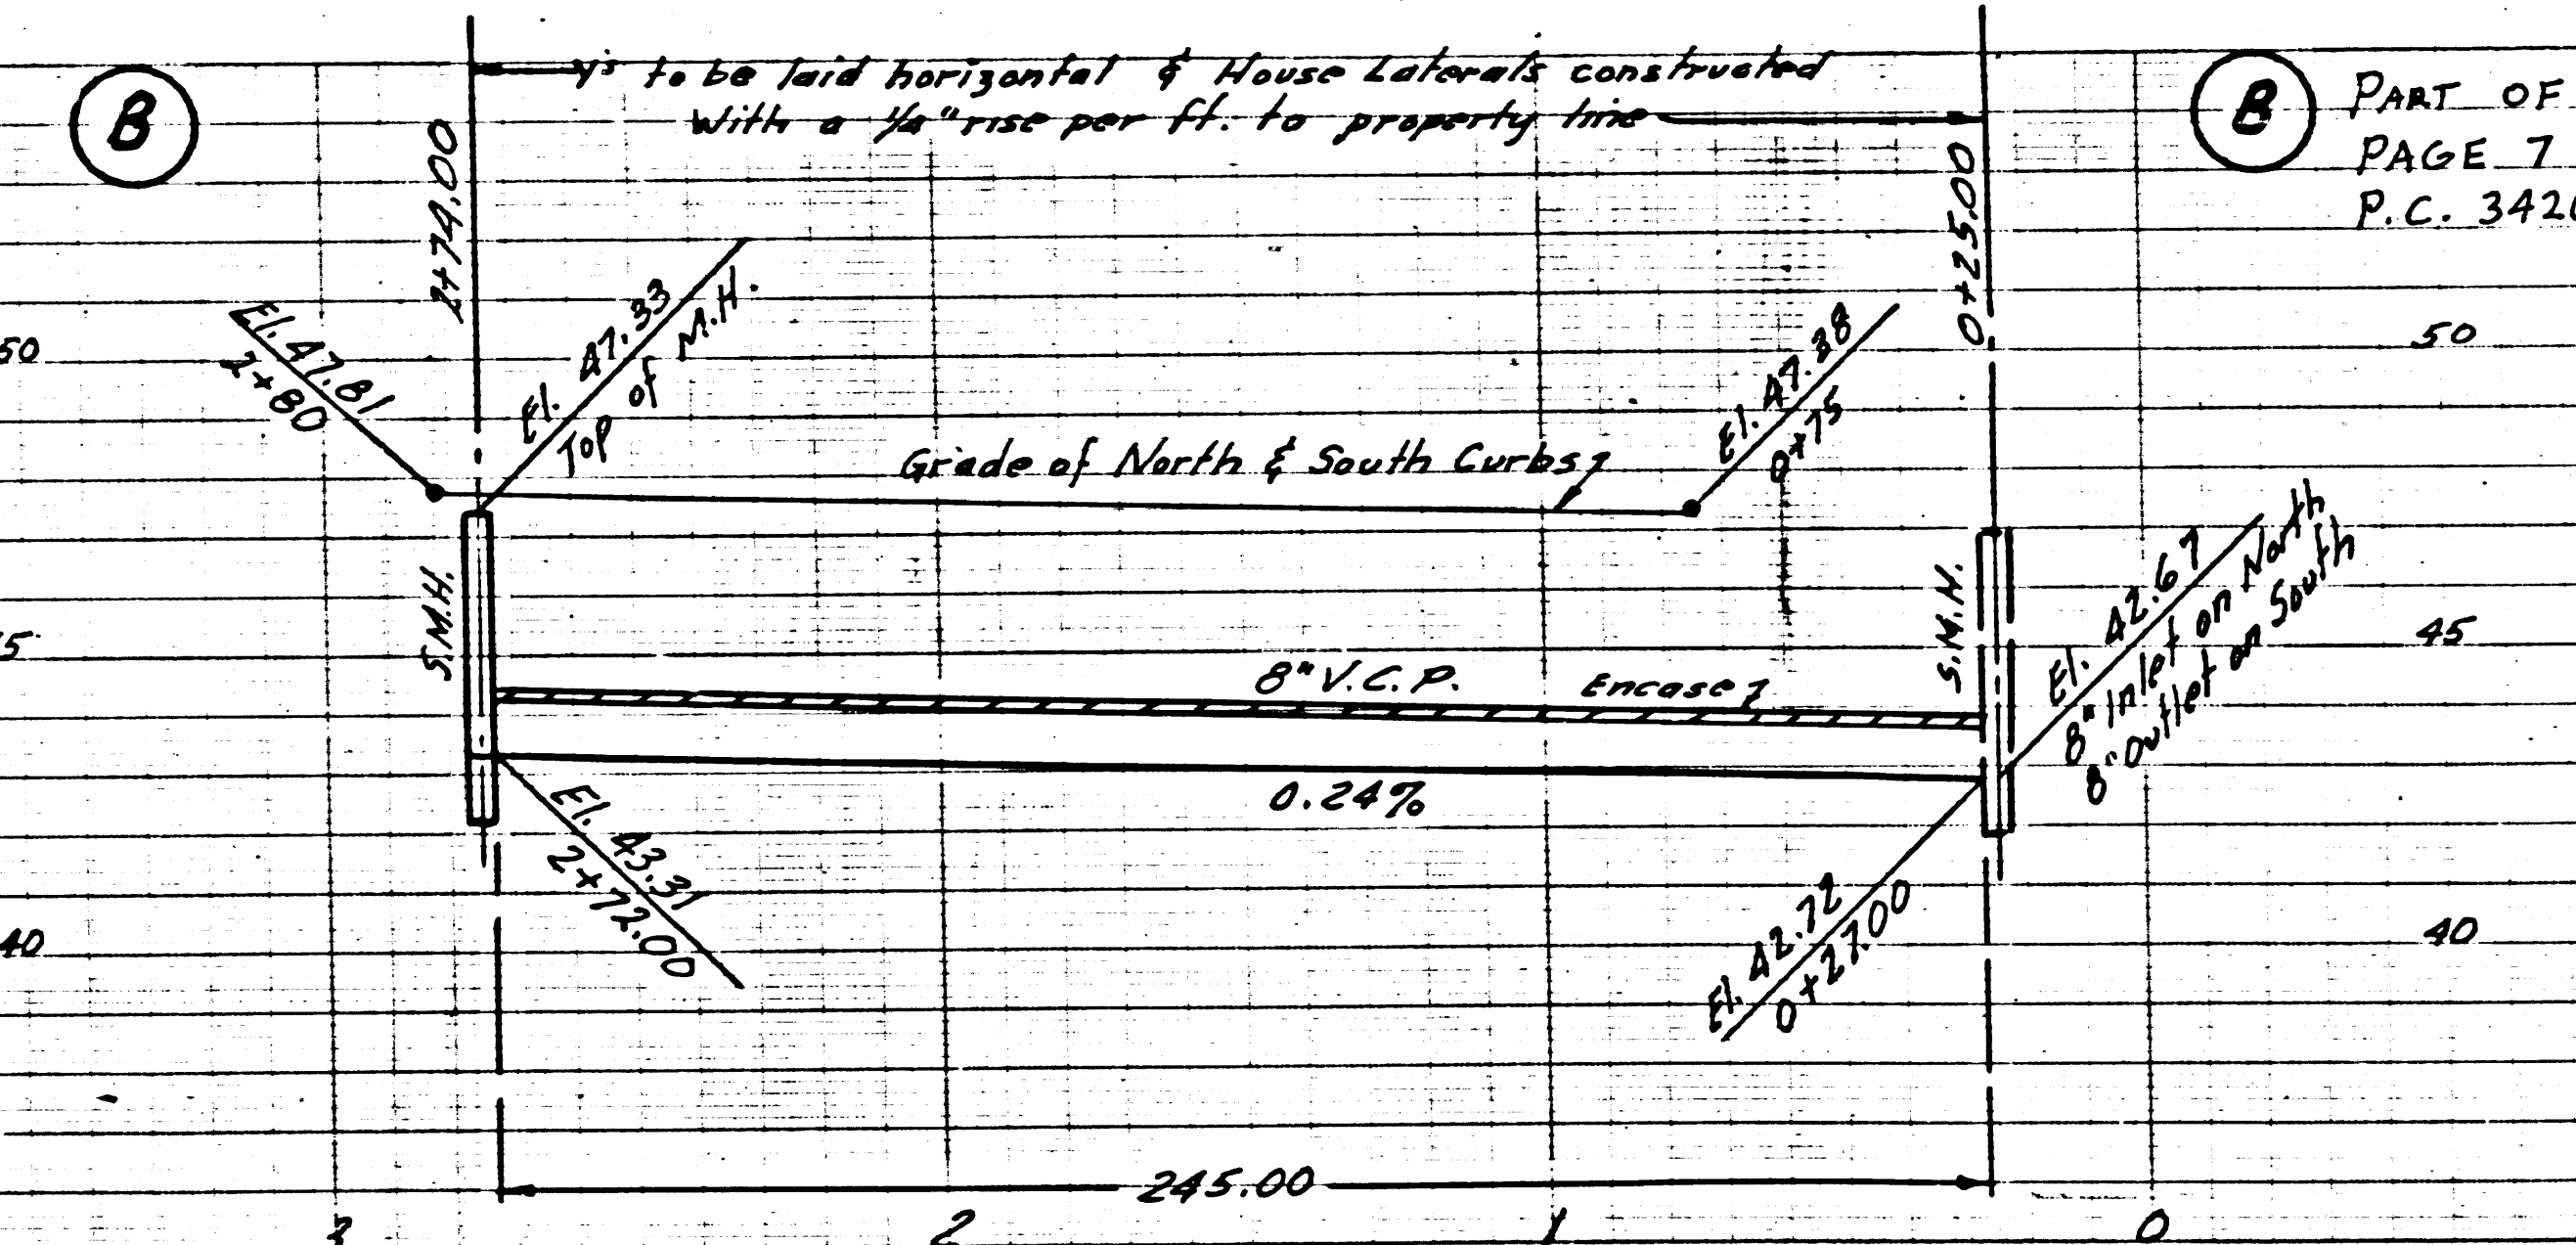 B
Y's to be laid horizontal & House Laterals constructed
With a 1/4" rise per ft. to property line
B
PART OF
PAGE 7
P.C. 342
2+74.00
0+25.00
50
El. 47.81
2+80
El. 47.33
Top of M.H.
El. 47.38
0+75
50
Grade of North & South Curbs
S.M.H.
S.M.H.
El. 42.67
8" Inlet on North
8" Outlet on South
5
45
8" V.C.P.
Encase
0.24%
El. 43.31
2+72.00
El. 42.72
0+27.00
40
40
245.00
3
2
1
0